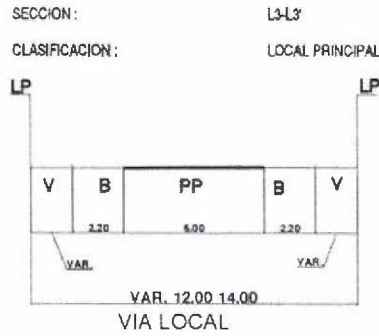 SECCION : L3-L3'
CLASIFICACION : LOCAL PRINCIPAL
LP LP
V B PP B V
2.20 6.00 2.20
VAR. VAR.
VAR. 12.00 14.00
VIA LOCAL